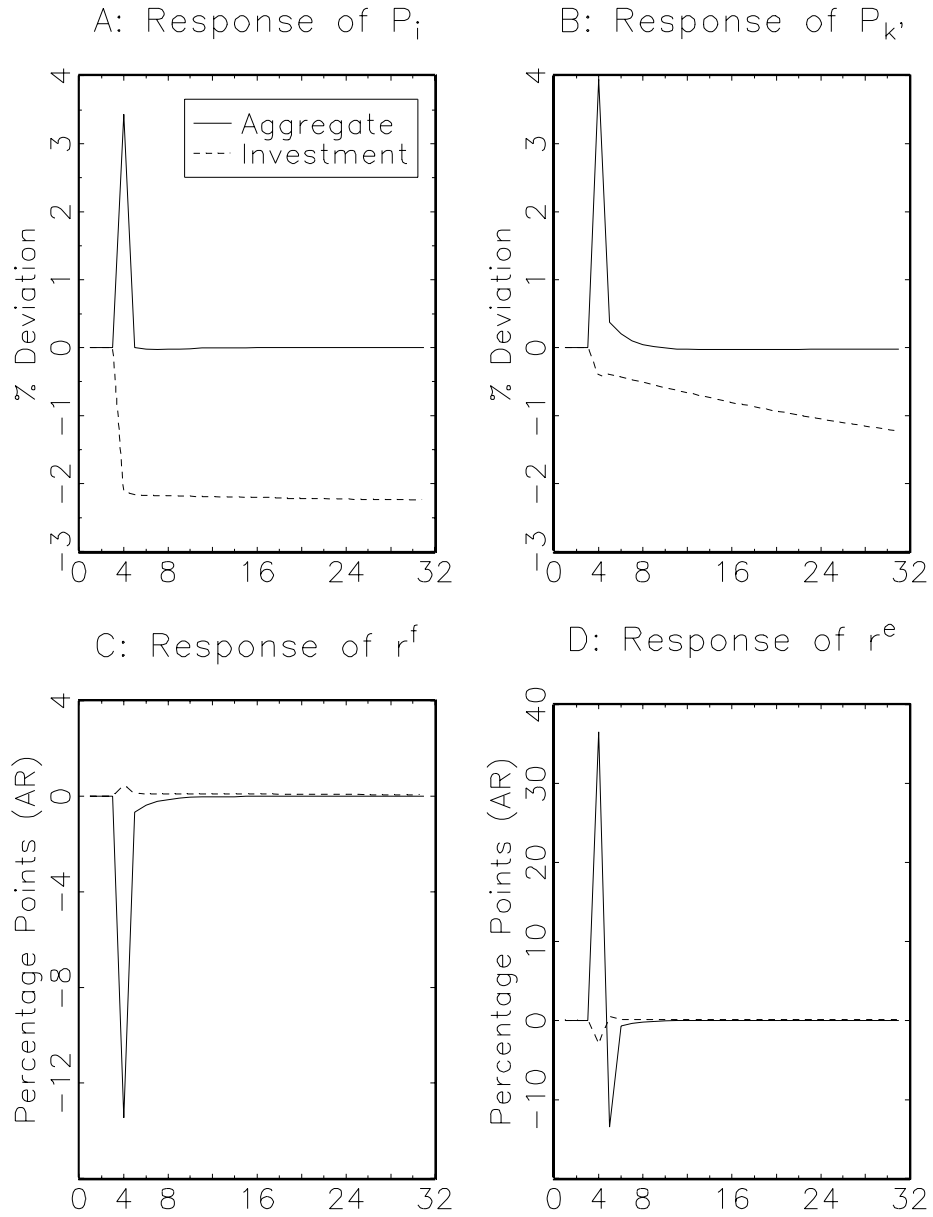 A: Response of P_i
% Deviation
4
3
2
1
0
−1
−2
−3
Aggregate
Investment
0 4 8 16 24 32
B: Response of P_k'
% Deviation
4
3
2
1
0
−1
−2
−3
0 4 8 16 24 32
C: Response of r^f
Percentage Points (AR)
4
0
−4
−8
−12
0 4 8 16 24 32
D: Response of r^e
Percentage Points (AR)
40
30
20
10
0
−10
0 4 8 16 24 32